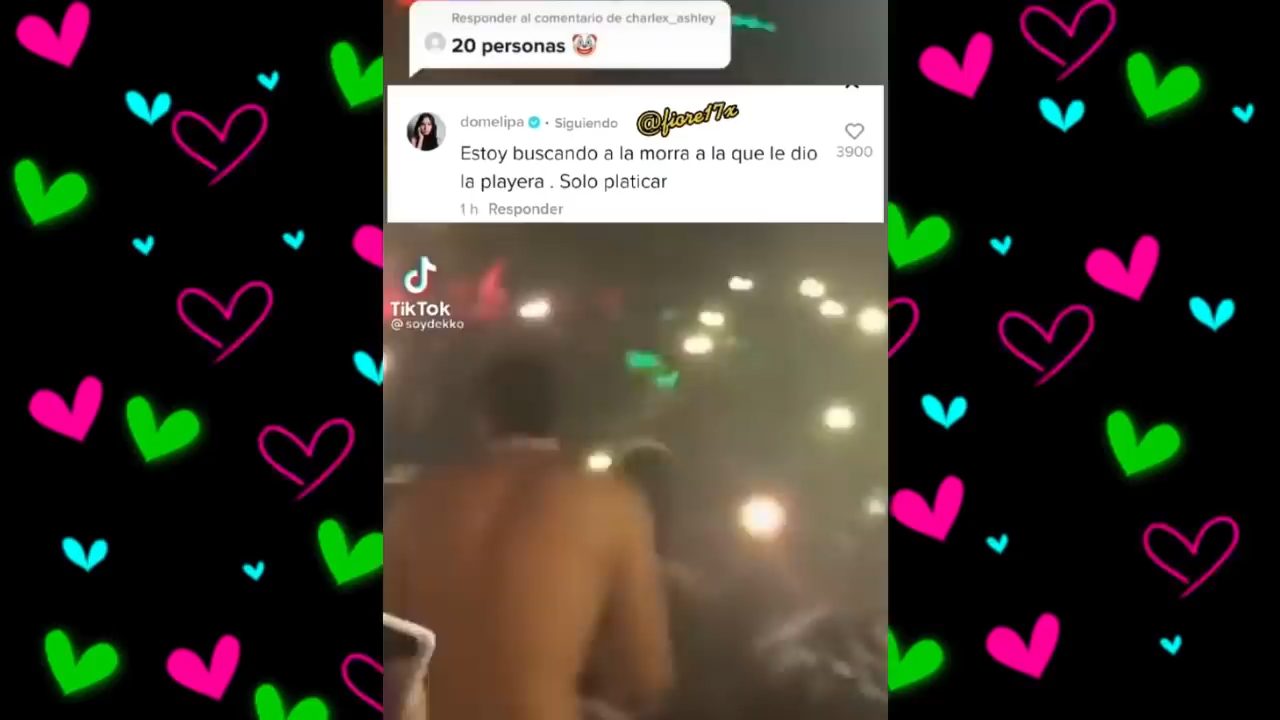 Responder al comentario de charlex_ashley
20 personas 🤡
domelipa · Siguiendo
@fiore17x
Estoy buscando a la morra a la que le dio
la playera . Solo platicar
3900
1 h Responder
TikTok
@soydekko